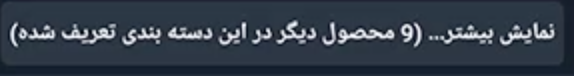 نمایش بیشتر... (9 محصول دیگر در این دسته بندی تعریف شده)